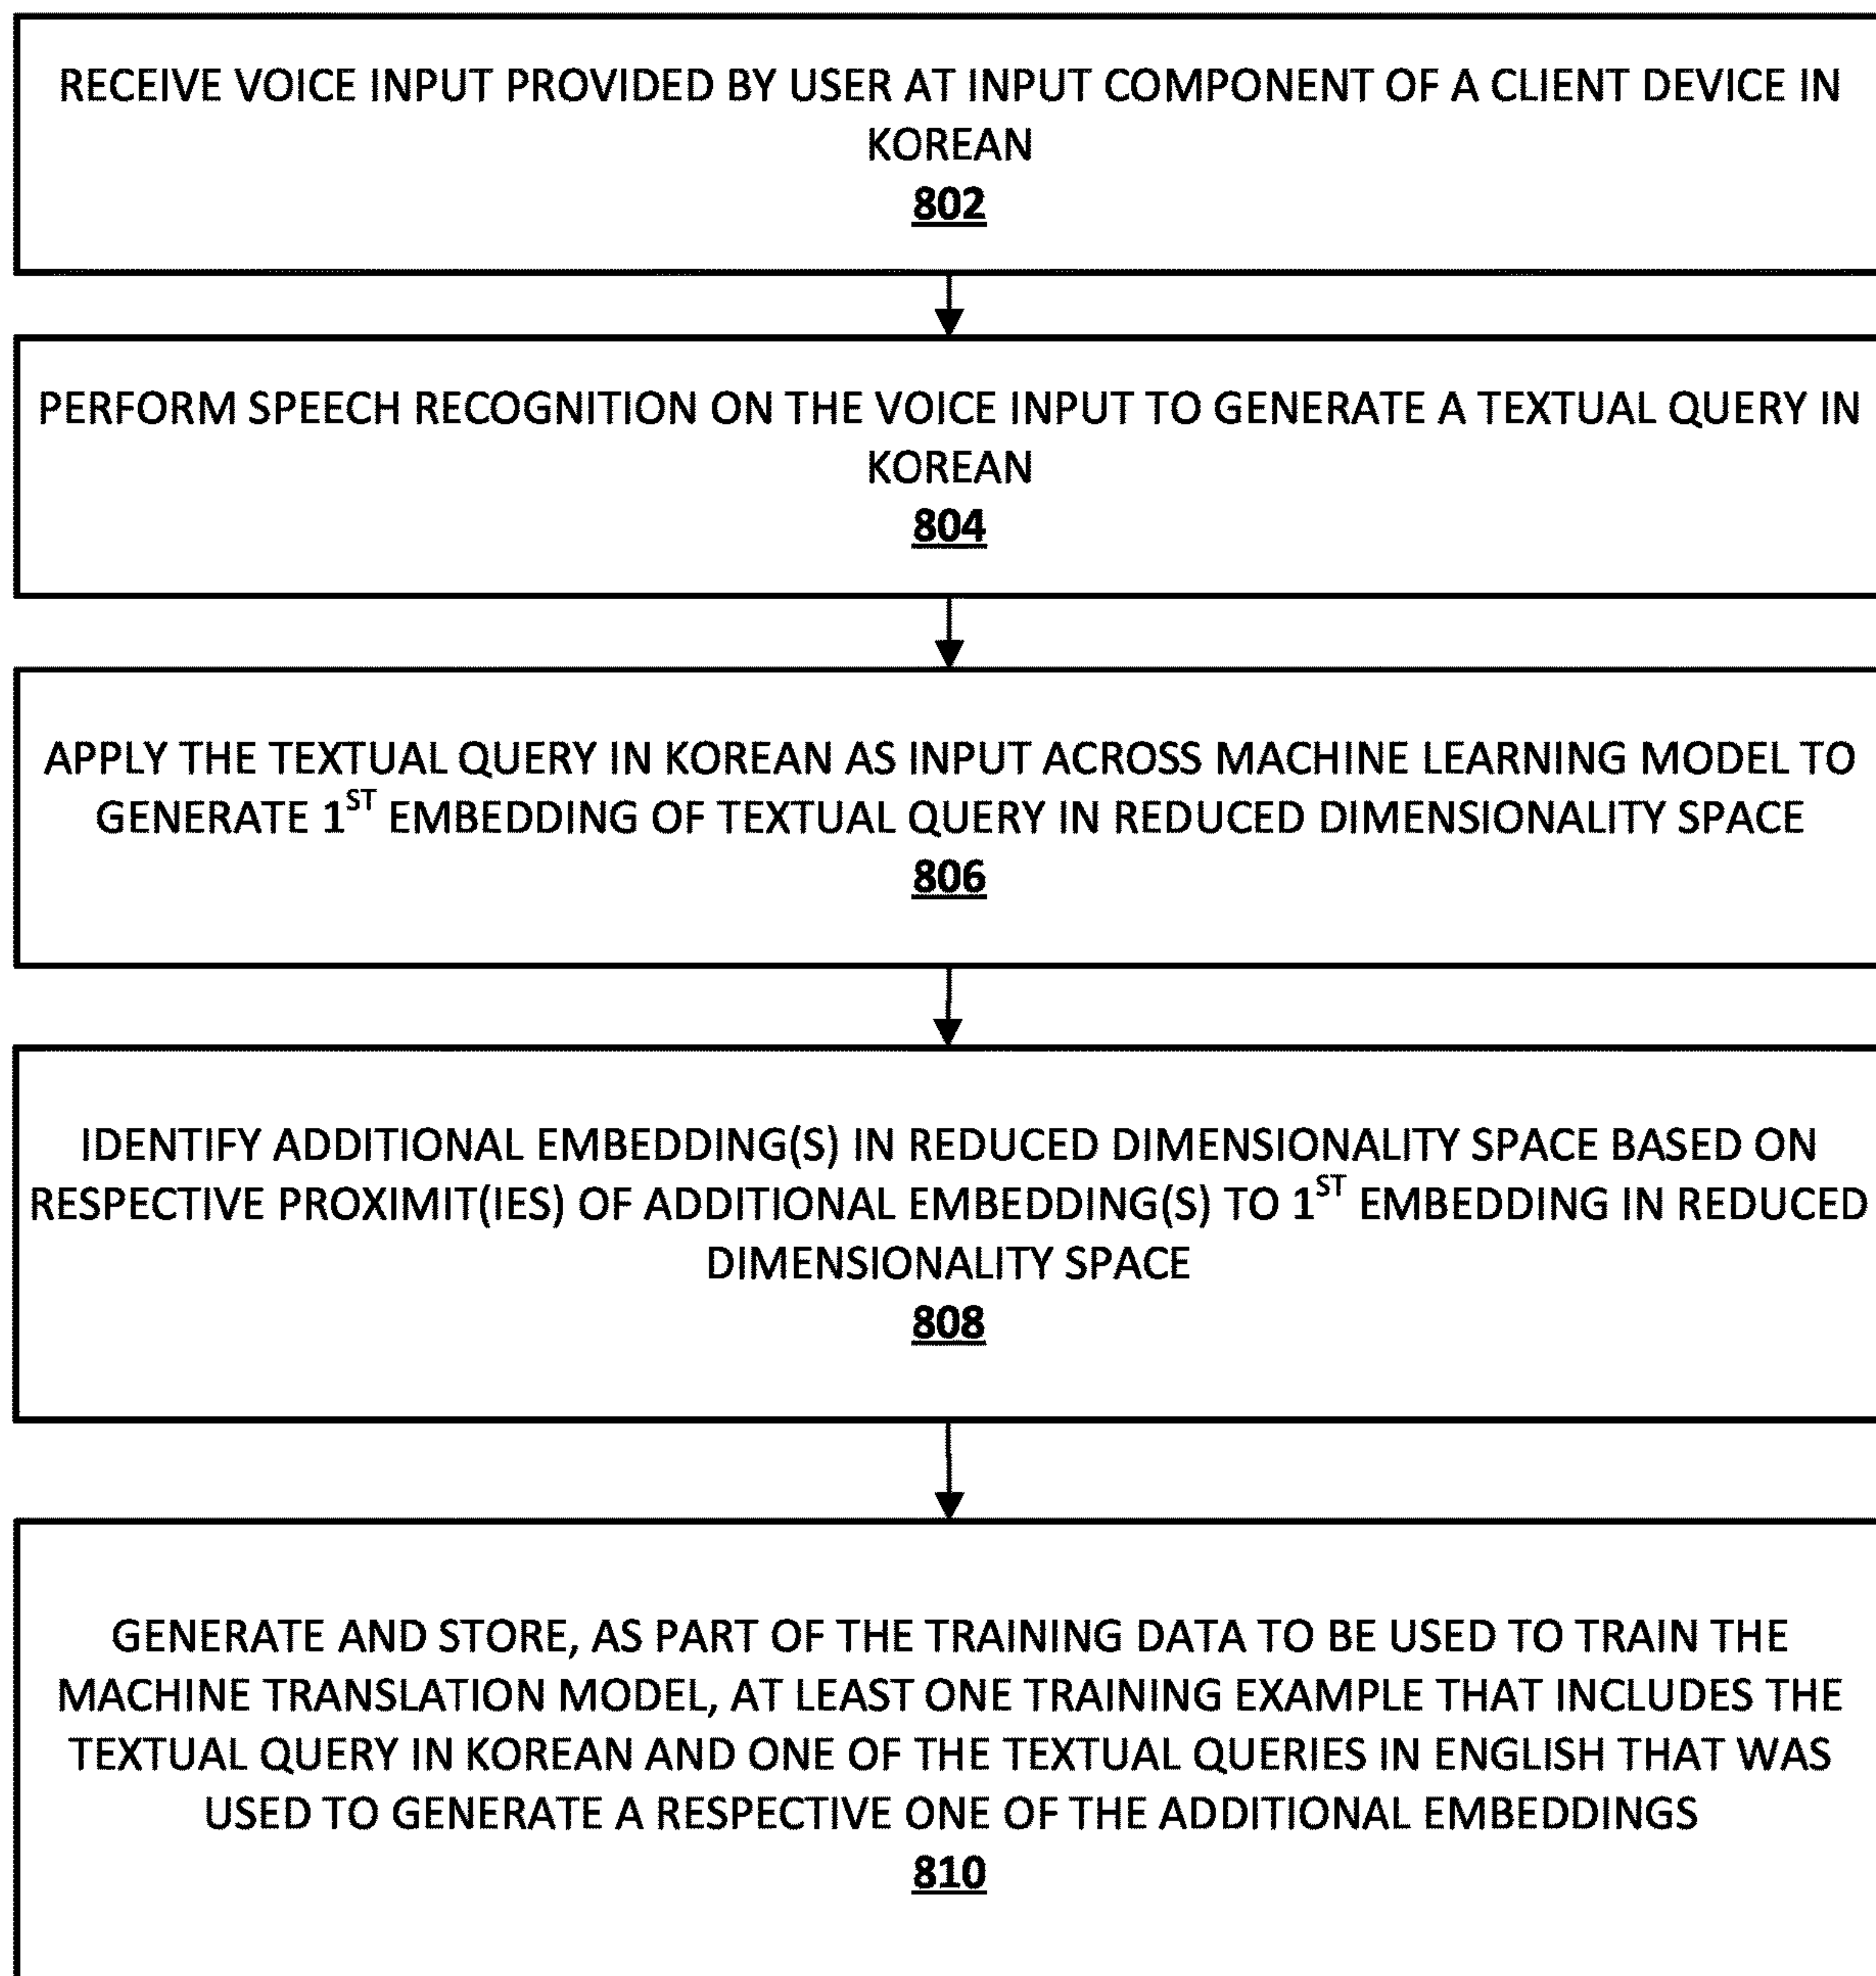 RECEIVE VOICE INPUT PROVIDED BY USER AT INPUT COMPONENT OF A CLIENT DEVICE IN
KOREAN
802
PERFORM SPEECH RECOGNITION ON THE VOICE INPUT TO GENERATE A TEXTUAL QUERY IN
KOREAN
804
APPLY THE TEXTUAL QUERY IN KOREAN AS INPUT ACROSS MACHINE LEARNING MODEL TO
GENERATE 1ST EMBEDDING OF TEXTUAL QUERY IN REDUCED DIMENSIONALITY SPACE
806
IDENTIFY ADDITIONAL EMBEDDING(S) IN REDUCED DIMENSIONALITY SPACE BASED ON
RESPECTIVE PROXIMIT(IES) OF ADDITIONAL EMBEDDING(S) TO 1ST EMBEDDING IN REDUCED
DIMENSIONALITY SPACE
808
GENERATE AND STORE, AS PART OF THE TRAINING DATA TO BE USED TO TRAIN THE
MACHINE TRANSLATION MODEL, AT LEAST ONE TRAINING EXAMPLE THAT INCLUDES THE
TEXTUAL QUERY IN KOREAN AND ONE OF THE TEXTUAL QUERIES IN ENGLISH THAT WAS
USED TO GENERATE A RESPECTIVE ONE OF THE ADDITIONAL EMBEDDINGS
810